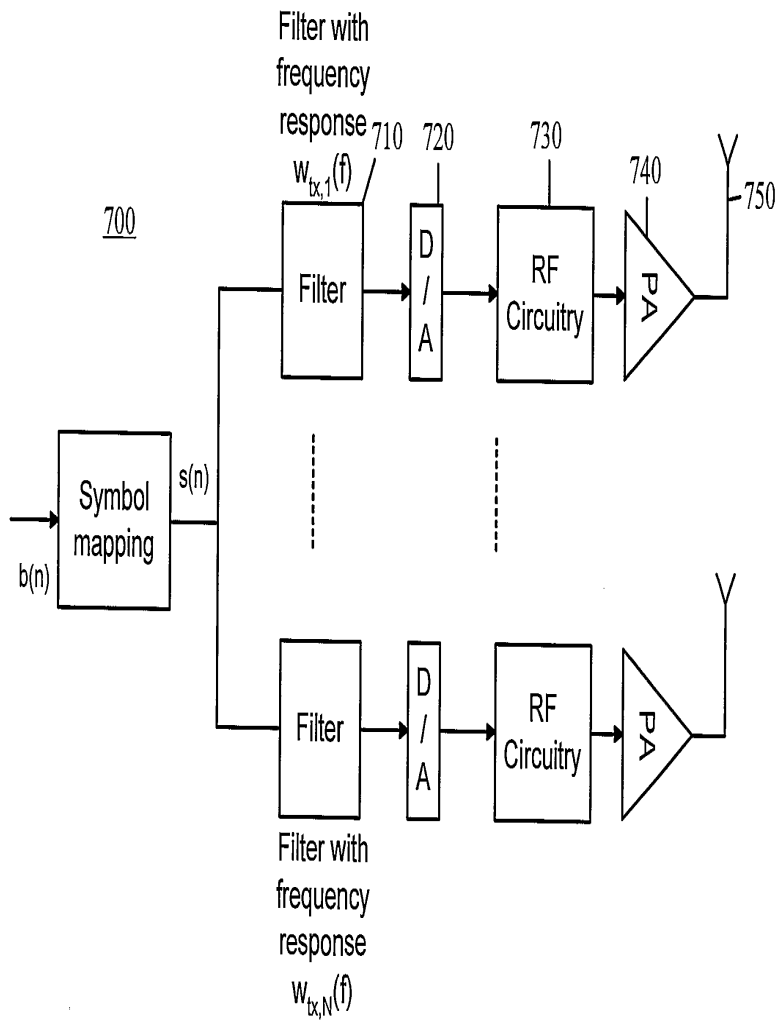 Filter with
frequency
response
w_tx,1(f)
710
720
730
740
750
700
Filter
D
/
A
RF
Circuitry
PA
Symbol
mapping
s(n)
b(n)
Filter
D
/
A
RF
Circuitry
PA
Filter with
frequency
response
w_tx,N(f)